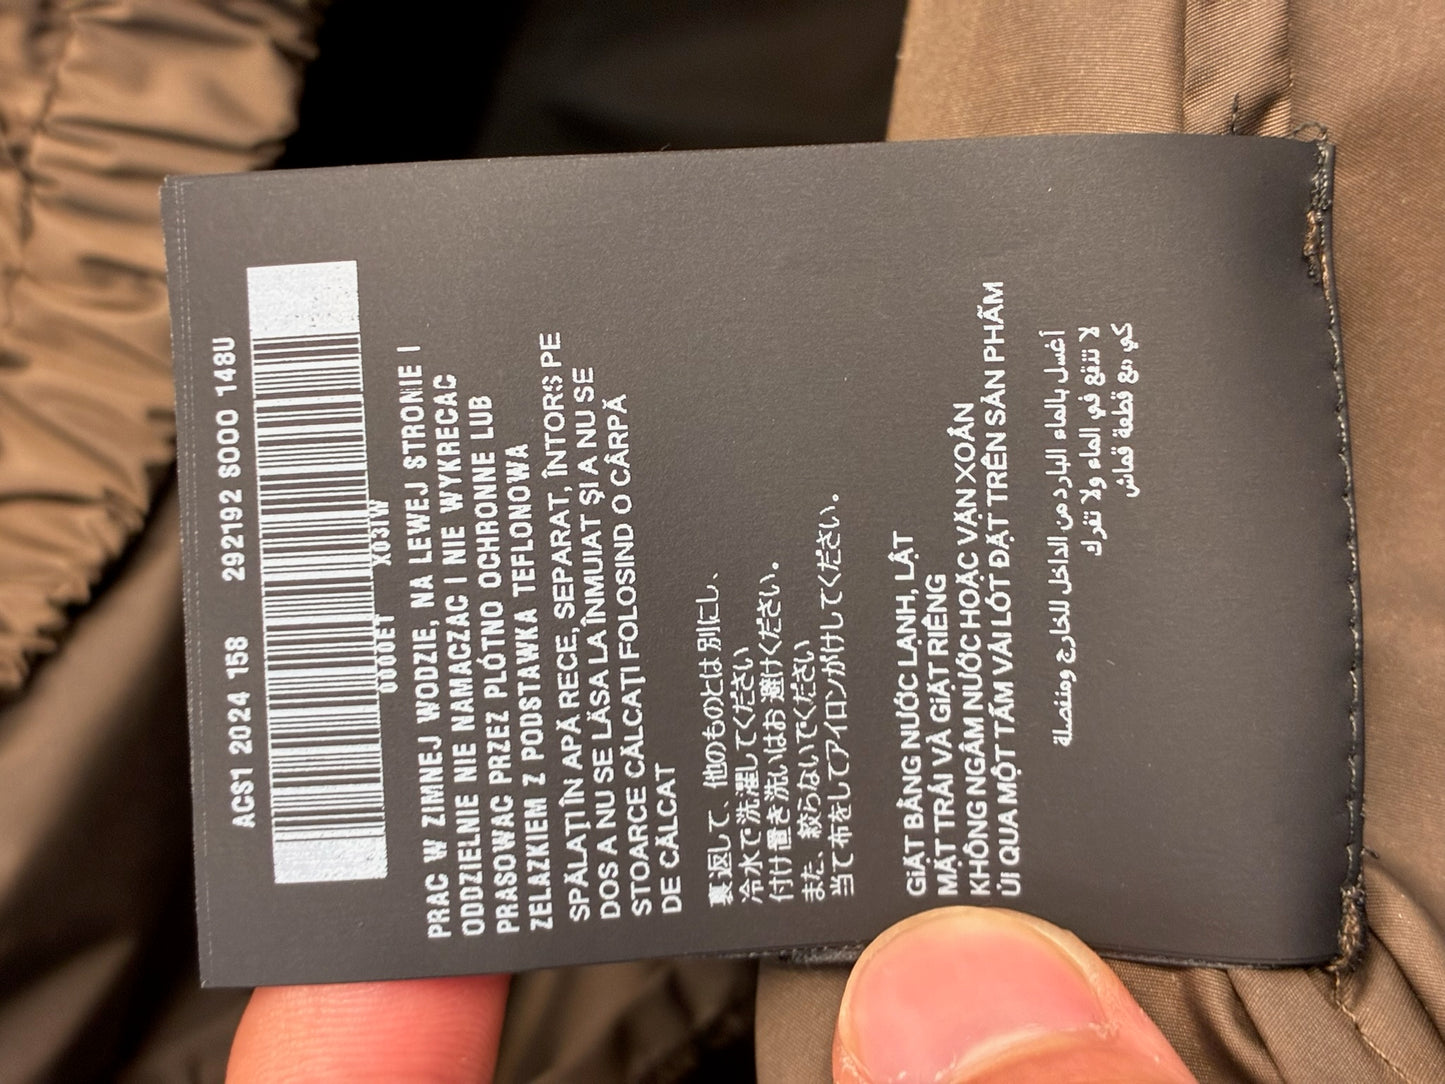 ACS1 2024 158 292192 S000 148U
0000ET X03IW
PRAC W ZIMNEJ WODZIE, NA LEWEJ STRONIE I
ODDZIELNIE NIE NAMACZAC I NIE WYKRECAC
PRASOWAC PRZEZ PLÓTNO OCHRONNE LUB
ZELAZKIEM Z PODSTAWKA TEFLONOWA
SPĂLAȚI ÎN APĂ RECE, SEPARAT, ÎNTORS PE
DOS A NU SE LĂSA LA ÎNMUIAT ȘI A NU SE
STOARCE CĂLCAȚI FOLOSIND O CÂRPĂ
DE CĂLCAT
裏返して、他のものとは 別にし、
冷水で洗濯してください
付け置き洗いはお 避けください。
また、絞らないでください
当て布をしてアイロンがけしてください。
GIẶT BẰNG NƯỚC LẠNH, LẬT
MẶT TRÁI VÀ GIẶT RIÊNG
KHÔNG NGÂM NƯỚC HOẶC VẶN XOẮN
ỦI QUA MỘT TẤM VẢI LÓT ĐẶT TRÊN SẢN PHẨM
أغسل بالماء البارد من الداخل للخارج ومنفصلة
لا تنقع في الماء ولا تفرك
كي مع قطعة قماش